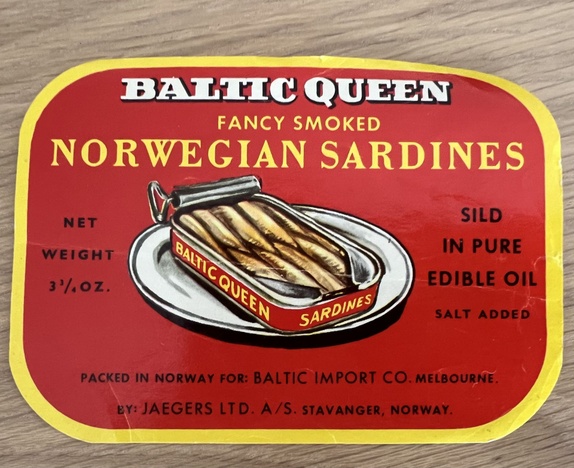 BALTIC QUEEN
FANCY SMOKED
NORWEGIAN SARDINES
NET
WEIGHT
3¾ OZ.
BALTIC QUEEN
SARDINES
SILD
IN PURE
EDIBLE OIL
SALT ADDED
PACKED IN NORWAY FOR: BALTIC IMPORT CO. MELBOURNE.
BY: JAEGERS LTD. A/S. STAVANGER, NORWAY.